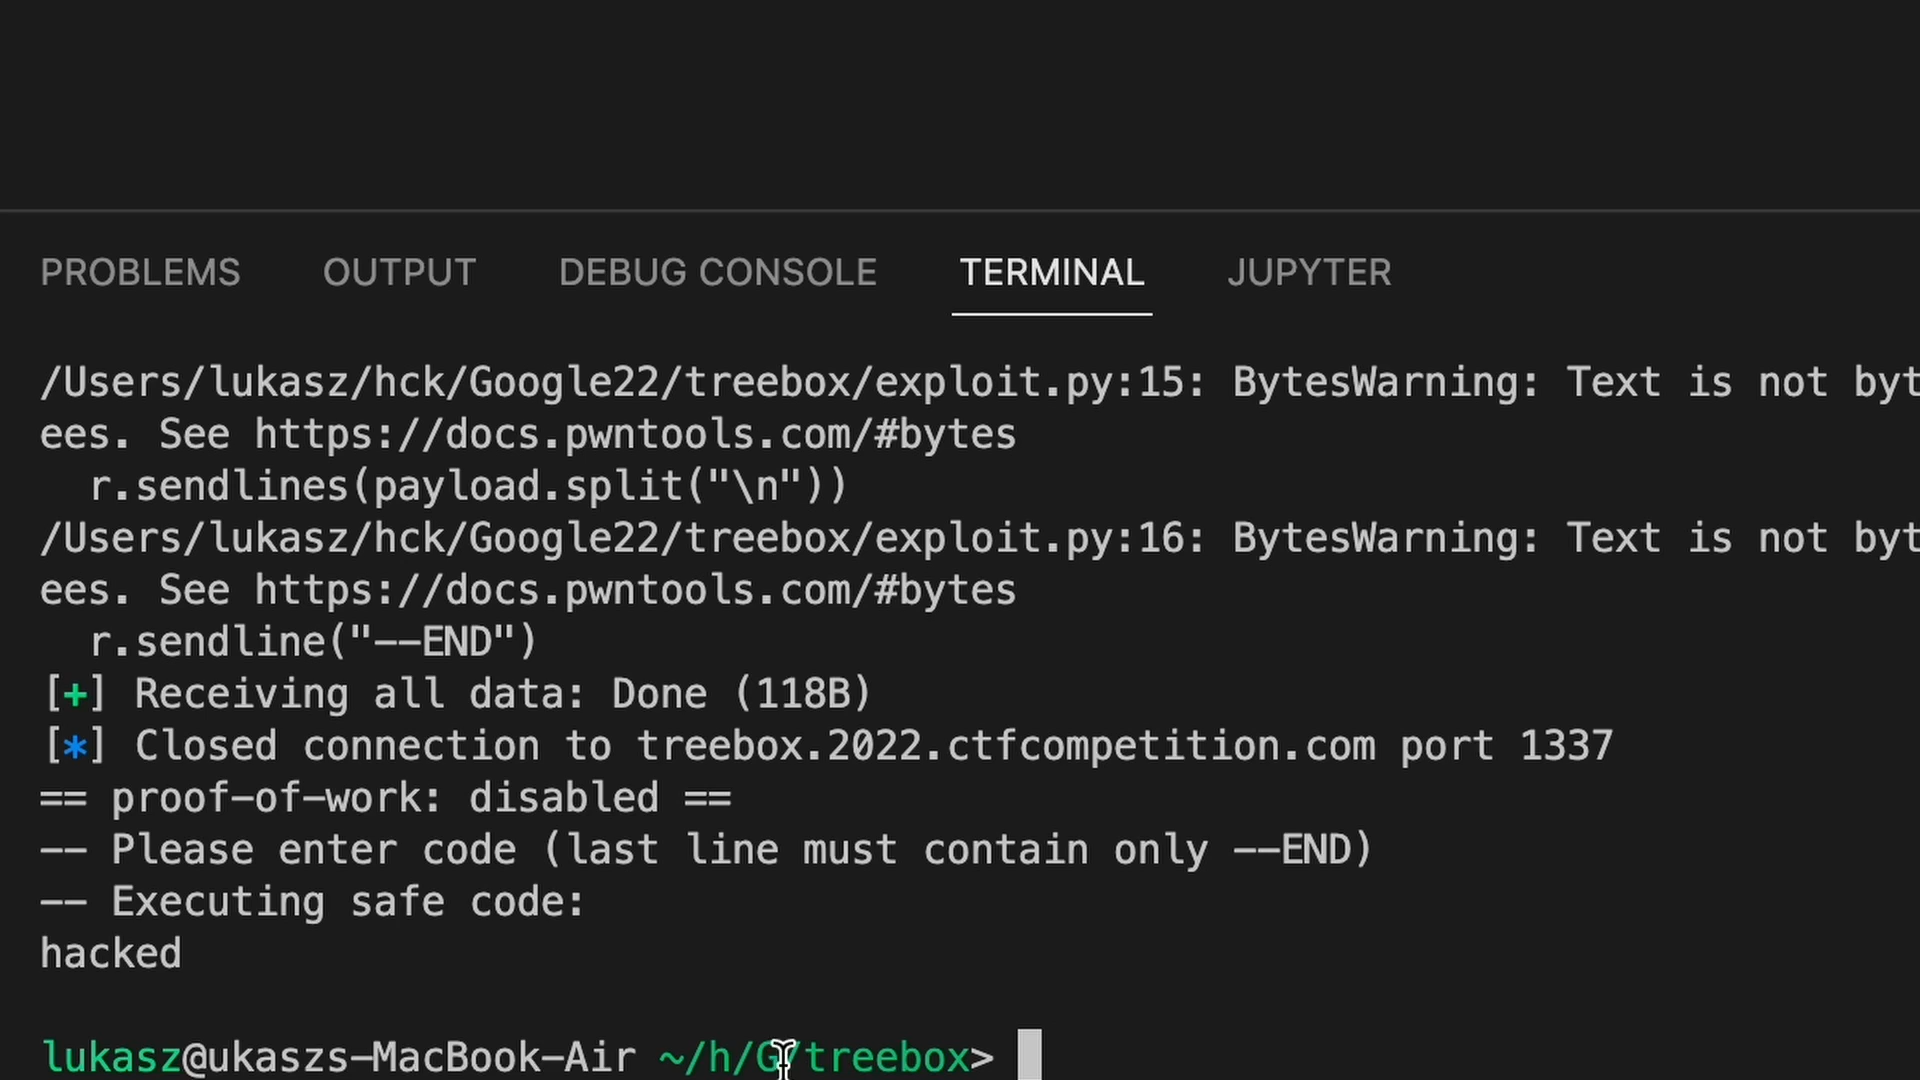 PROBLEMS OUTPUT DEBUG CONSOLE TERMINAL JUPYTER
/Users/lukasz/hck/Google22/treebox/exploit.py:15: BytesWarning: Text is not byt
ees. See https://docs.pwntools.com/#bytes
  r.sendlines(payload.split("\n"))
/Users/lukasz/hck/Google22/treebox/exploit.py:16: BytesWarning: Text is not byt
ees. See https://docs.pwntools.com/#bytes
  r.sendline("--END")
[+] Receiving all data: Done (118B)
[*] Closed connection to treebox.2022.ctfcompetition.com port 1337
== proof-of-work: disabled ==
-- Please enter code (last line must contain only --END)
-- Executing safe code:
hacked
lukasz@ukaszs-MacBook-Air ~/h/G/treebox>